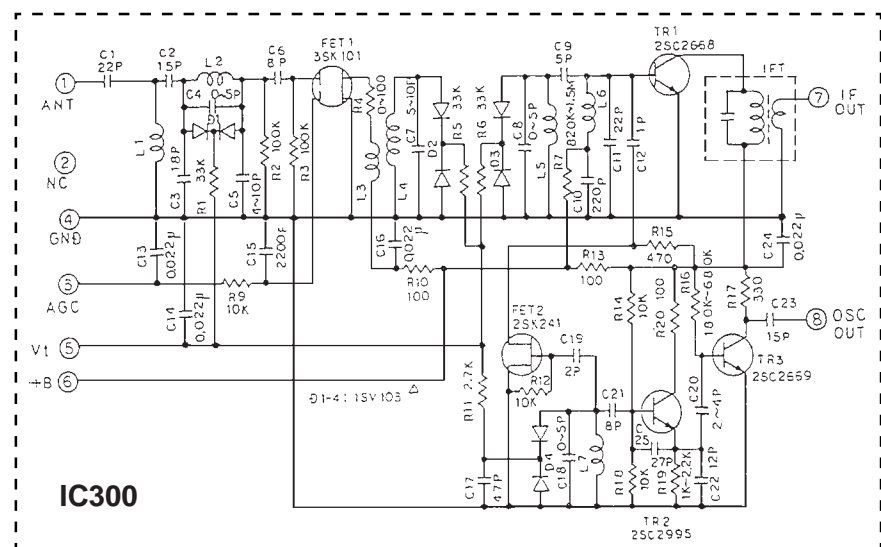 FET1
3SK101
TR1
2SC2668
C1
22P
C2
15P
L2
C6
8P
C9
5P
C4
0~5P
D1
R4
0~100
5~10P
C7
D2
33K
R5
R6
33K
D3
C8
0~5P
L5
820K~1.5M
R7
L6
C10
220P
C11
22P
C12
1P
IFT
7
IF
OUT
1
ANT
L1
18P
C3
33K
R1
C5
4~10P
R2
100K
R3
100K
L3
L4
2
NC
4
GND
C13
0.022μ
C15
2200P
C16
0.022
μ
R10
100
R13
100
R15
470
C24
0.022μ
3
AGC
R9
10K
C14
0.022μ
R14
10K
R20
100
R16
180K~680K
R17
330
C23
15P
8
OSC
OUT
FET2
2SK241
C19
2P
5
Vt
TR3
2SC2669
6
+B
D1-4:1SV103
R11
2.7K
R12
10K
C21
8P
C20
2~4P
C
25
27P
D4
C18
0~5P
L7
R18
10K
R19
1K~2.2K
C22
12P
C17
47P
IC300
TR2
2SC2995